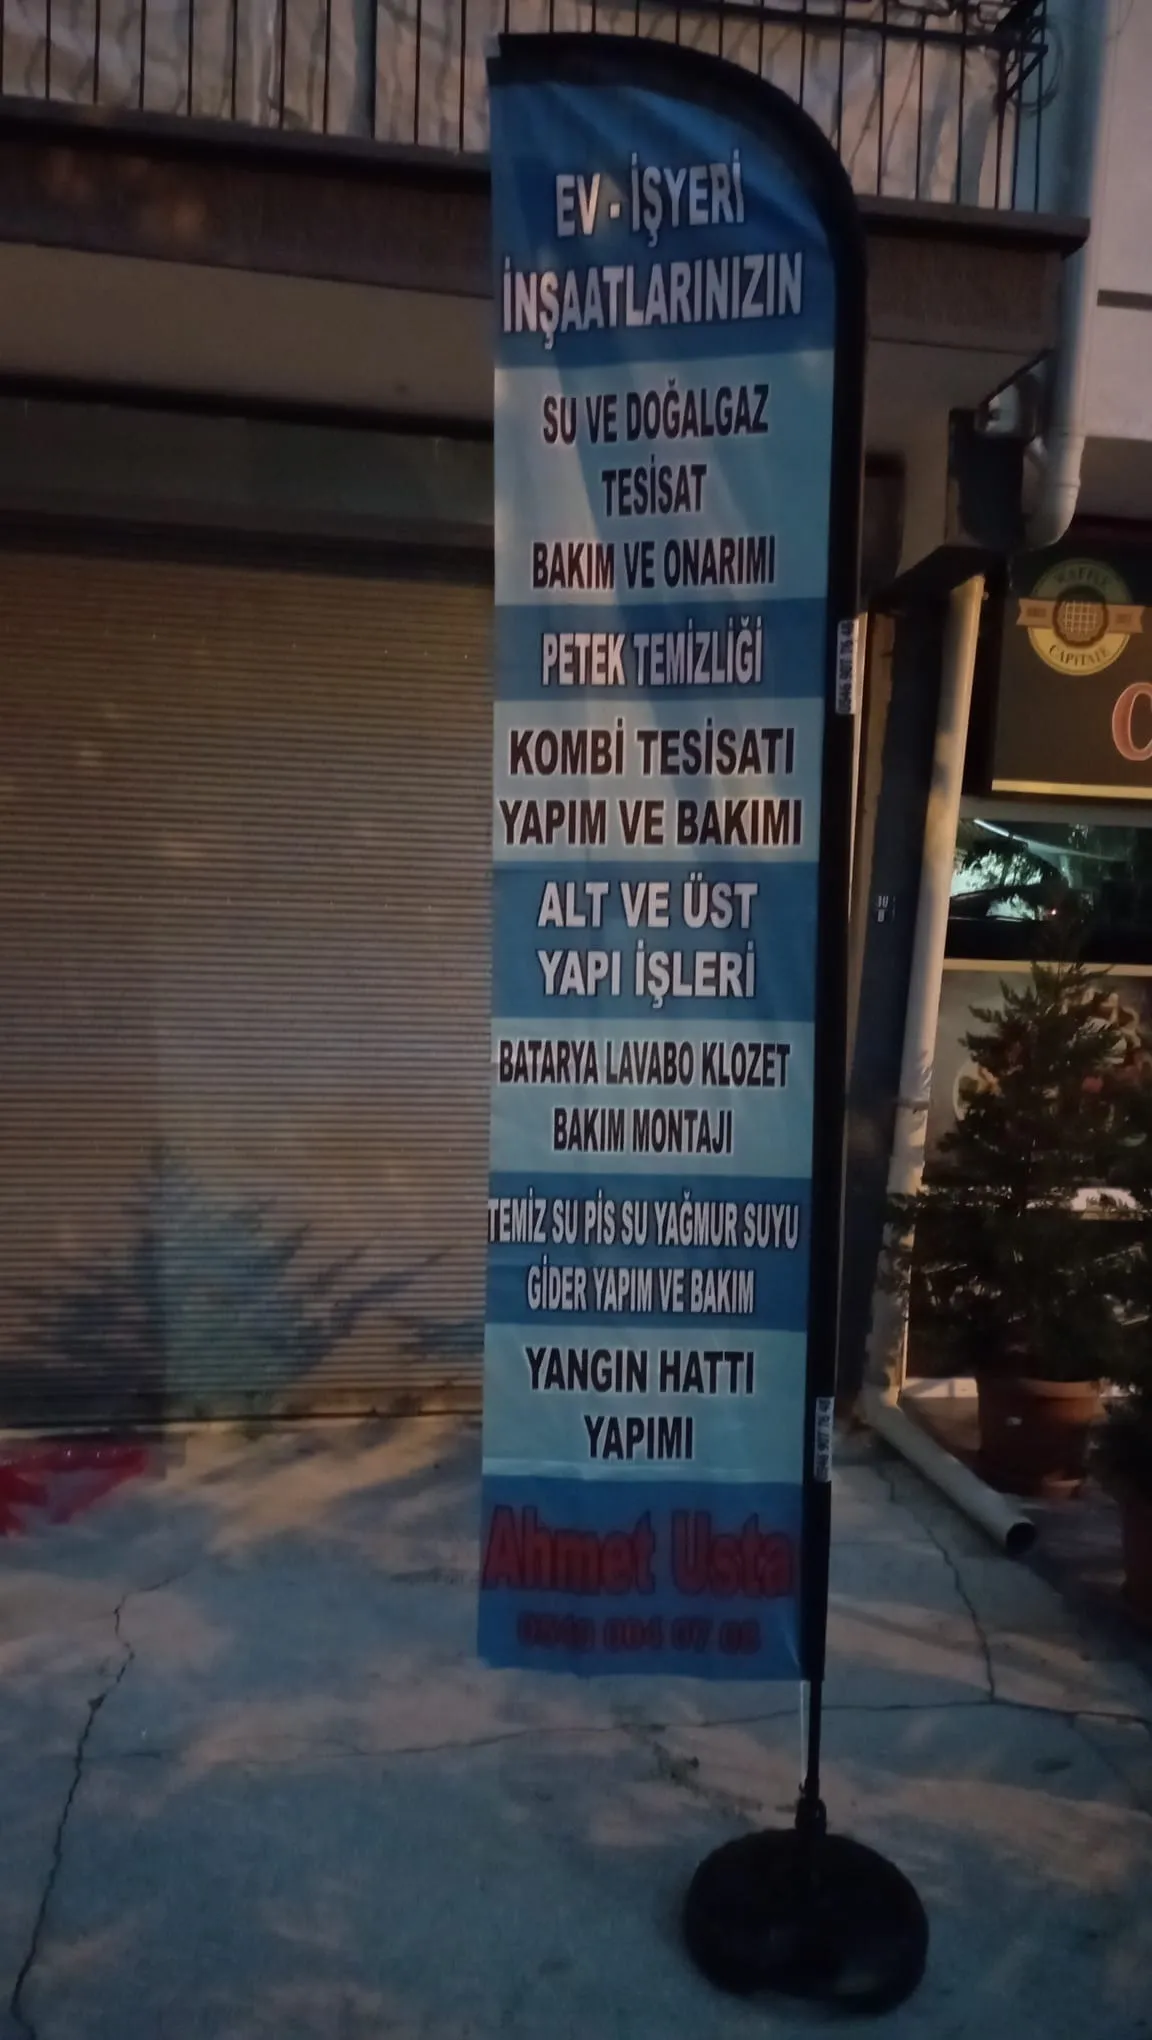 EV - İŞYERİ
İNŞAATLARINIZIN
SU VE DOĞALGAZ
TESİSAT
BAKIM VE ONARIMI
PETEK TEMİZLİĞİ
KOMBİ TESİSATI
YAPIM VE BAKIMI
ALT VE ÜST
YAPI İŞLERİ
BATARYA LAVABO KLOZET
BAKIM MONTAJI
TEMİZ SU PİS SU YAĞMUR SUYU
GİDER YAPIM VE BAKIM
YANGIN HATTI
YAPIMI
Ahmet Usta
WAFFLE
CAPITALE